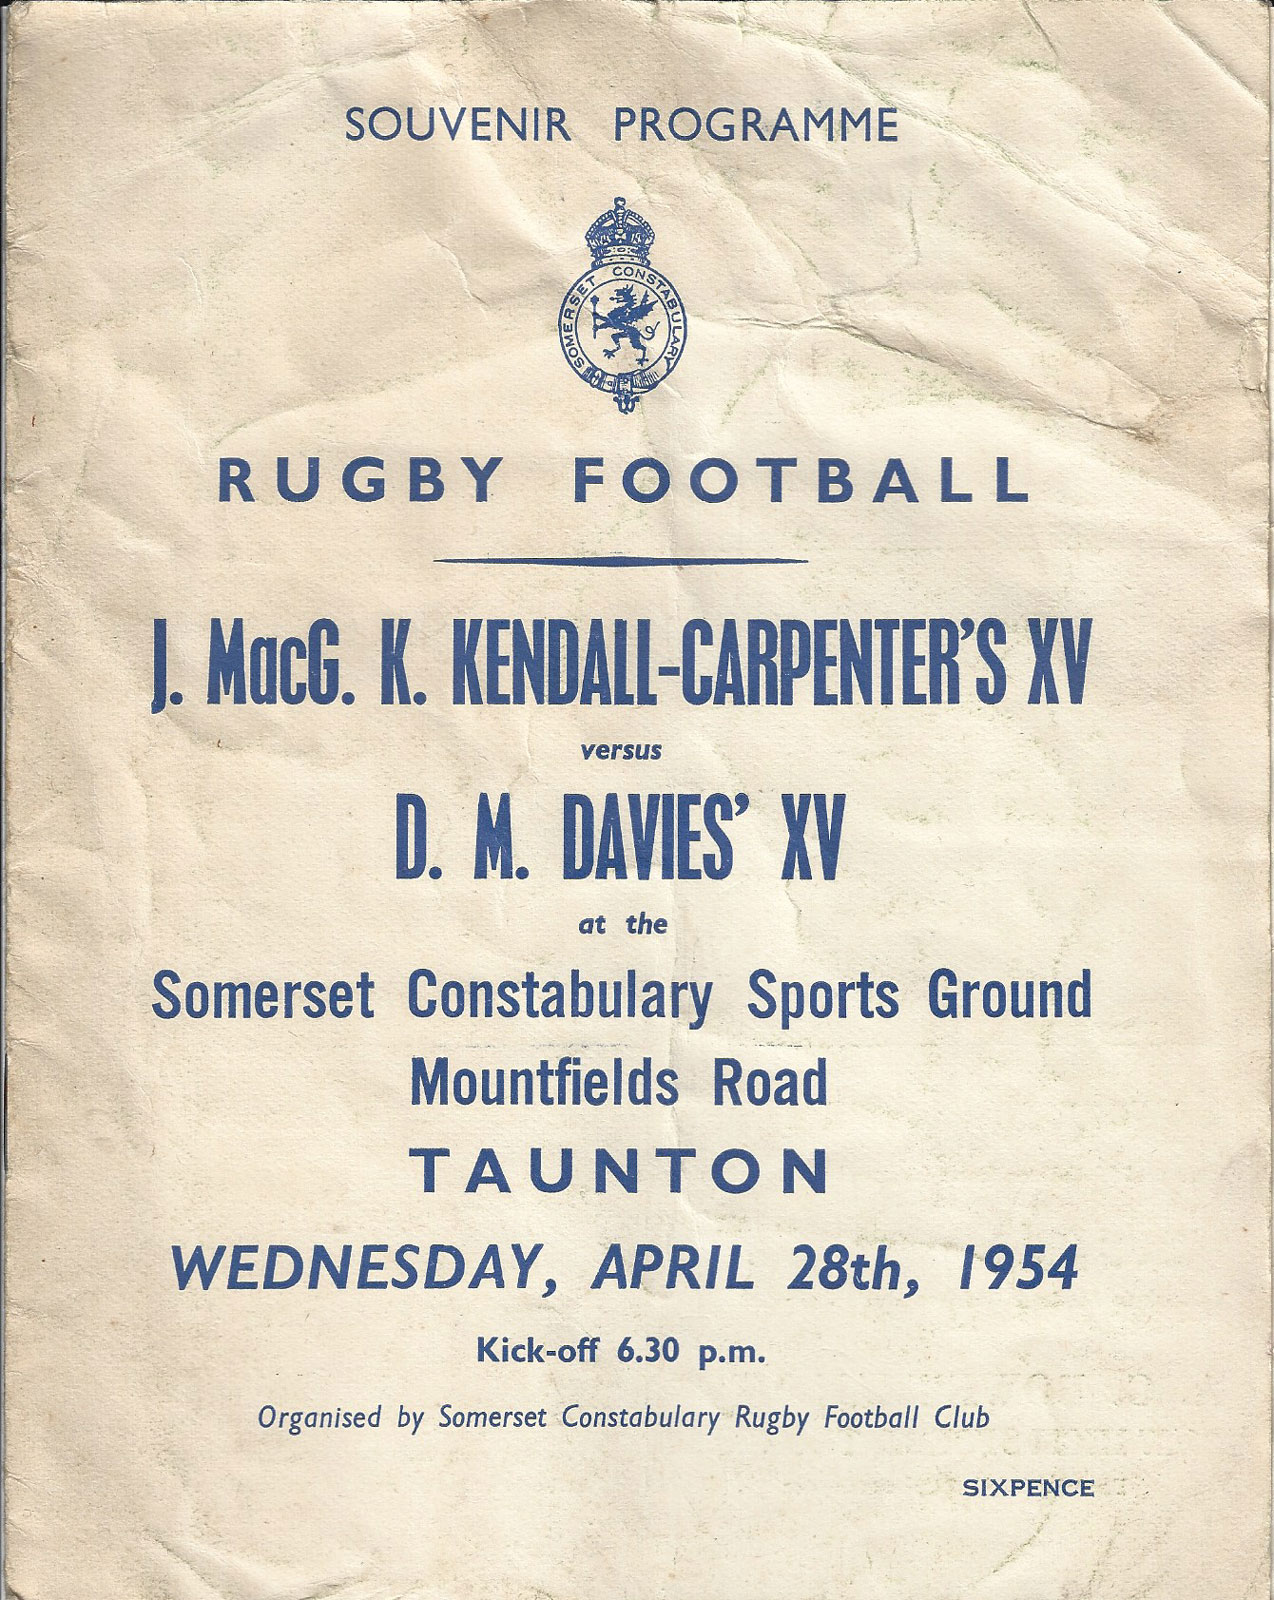 SOUVENIR PROGRAMME
SOMERSET CONSTABULARY
RUGBY FOOTBALL
J. MacG. K. KENDALL-CARPENTER'S XV
versus
D. M. DAVIES' XV
at the
Somerset Constabulary Sports Ground
Mountfields Road
TAUNTON
WEDNESDAY, APRIL 28th, 1954
Kick-off 6.30 p.m.
Organised by Somerset Constabulary Rugby Football Club
SIXPENCE